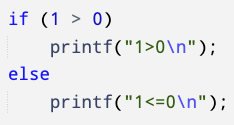 if (1 > 0)
    printf("1>0\n");
else
    printf("1<=0\n");